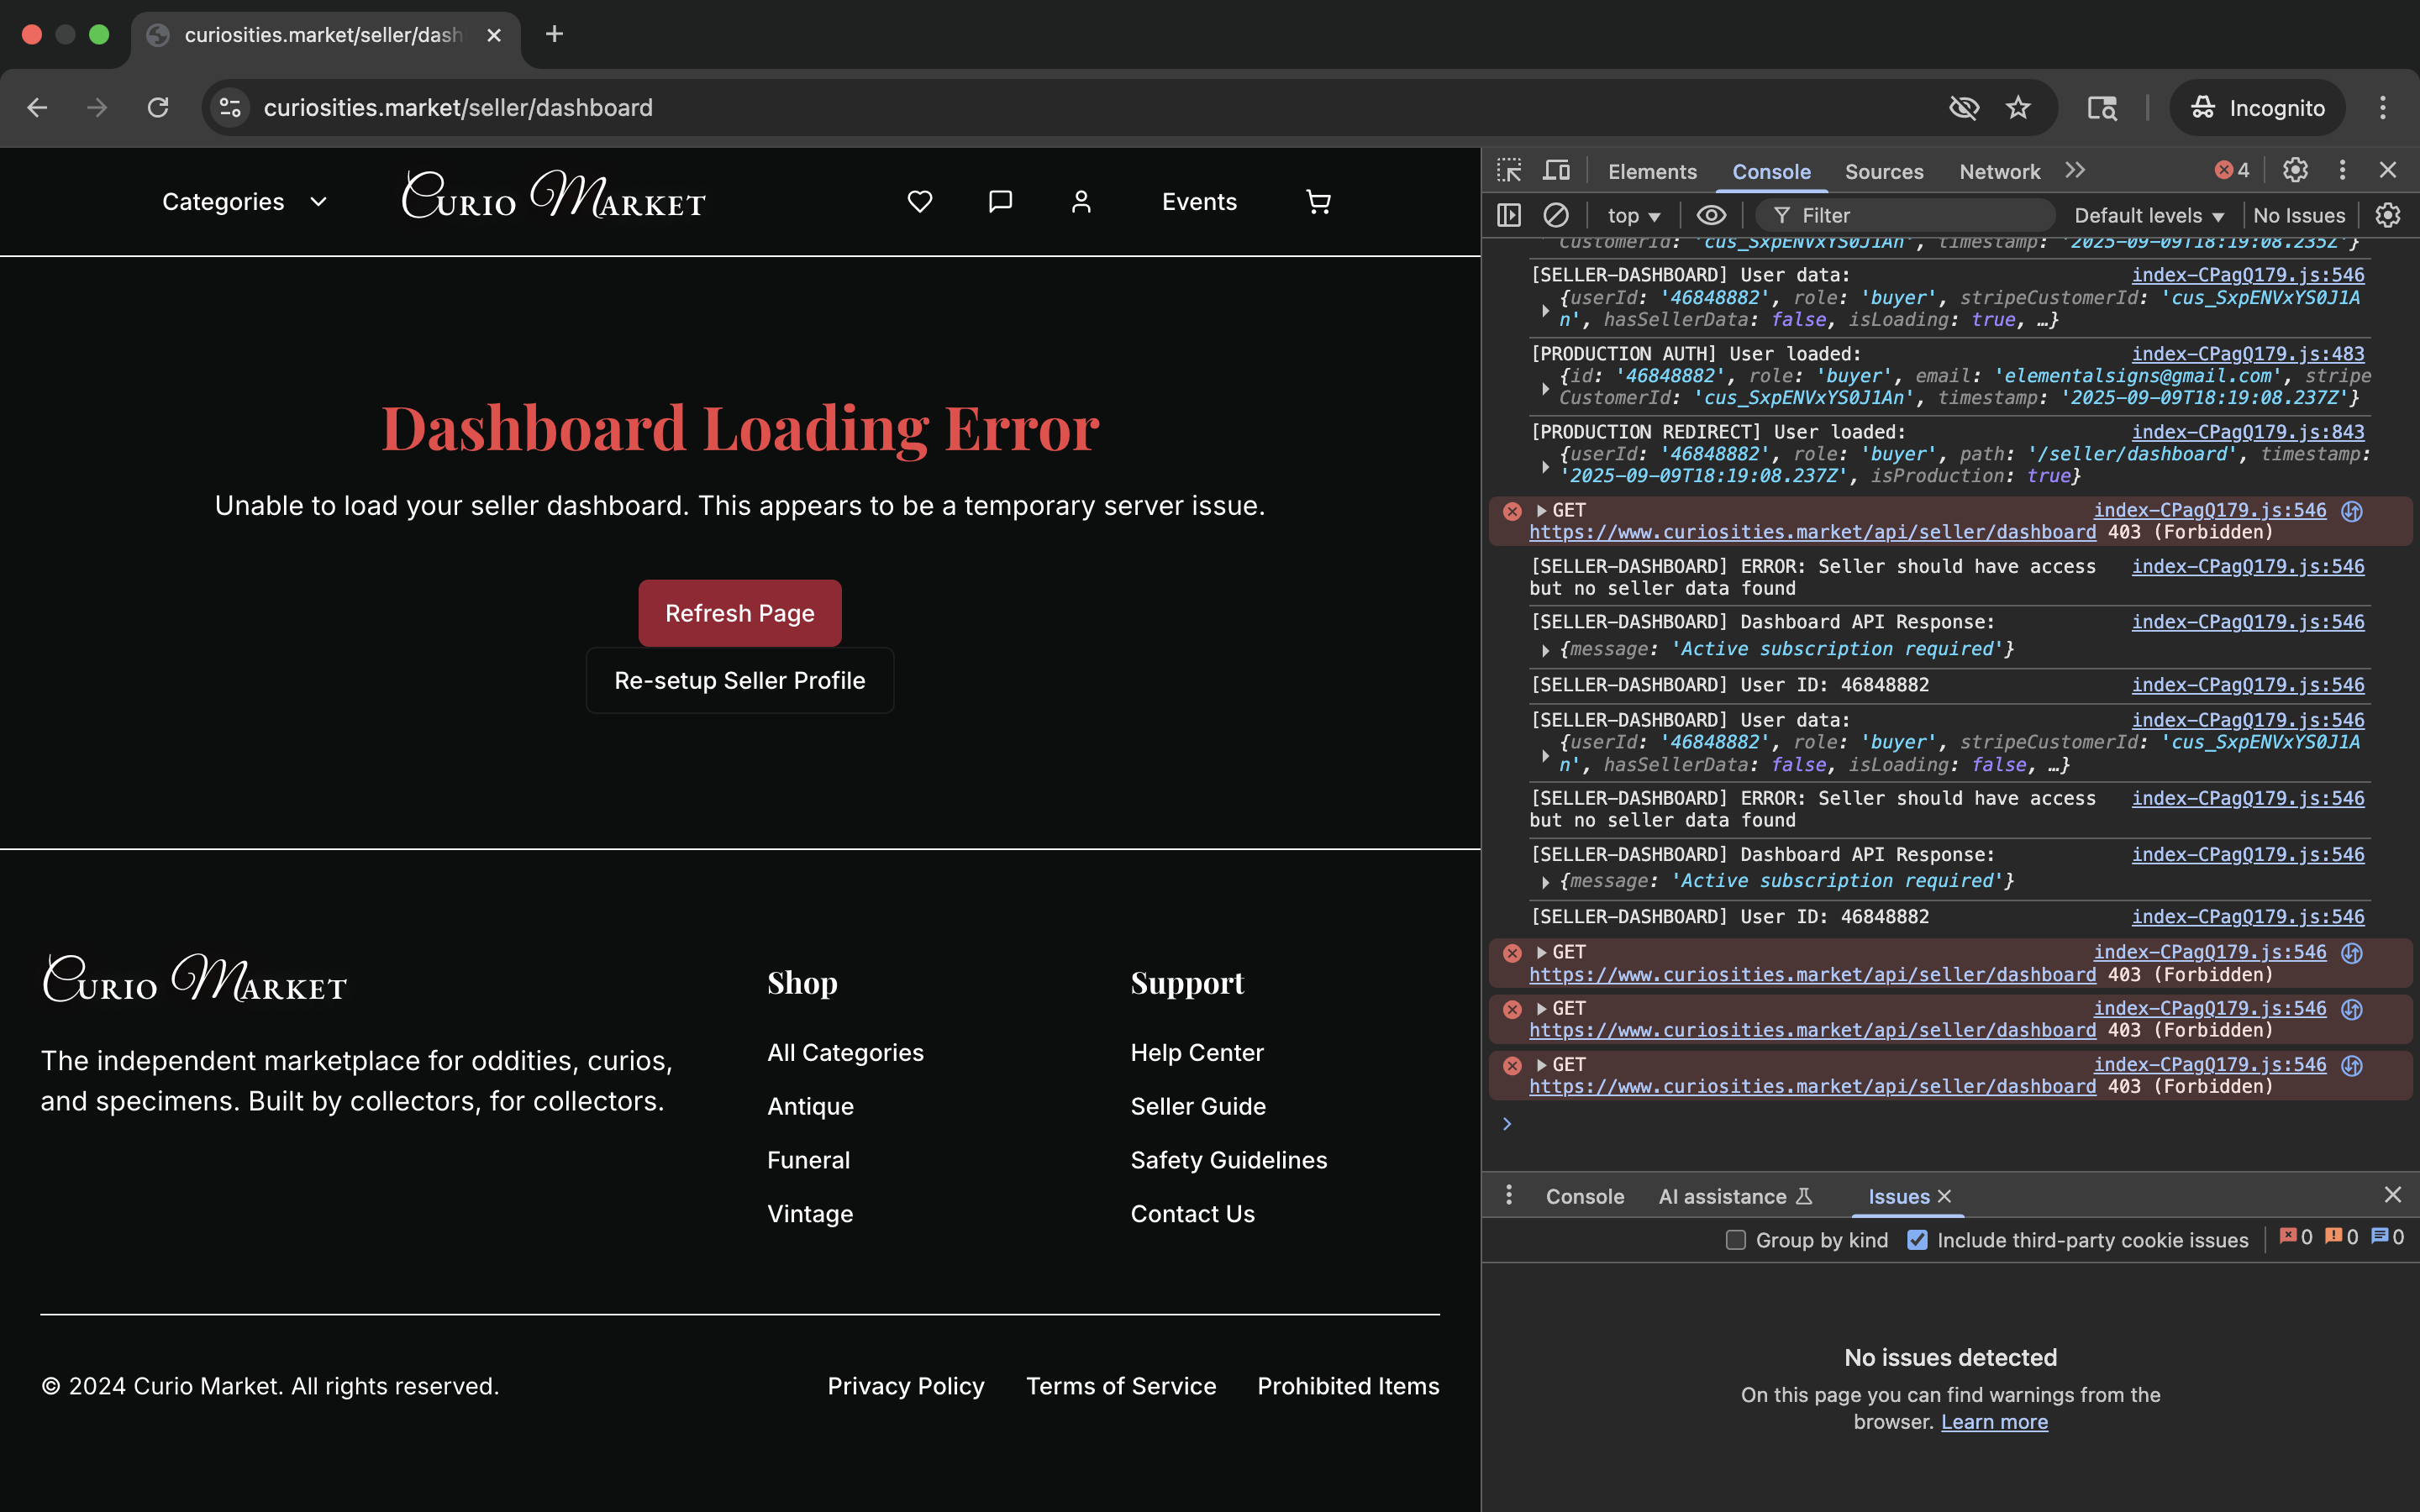 curiosities.market/seller/dash
curiosities.market/seller/dashboard
Incognito
Categories
Curio Market
Events
Dashboard Loading Error
Unable to load your seller dashboard. This appears to be a temporary server issue.
Refresh Page
Re-setup Seller Profile
Curio Market
The independent marketplace for oddities, curios,
and specimens. Built by collectors, for collectors.
Shop
All Categories
Antique
Funeral
Vintage
Support
Help Center
Seller Guide
Safety Guidelines
Contact Us
© 2024 Curio Market. All rights reserved.
Privacy Policy Terms of Service Prohibited Items
Elements Console Sources Network 4
top Filter Default levels No Issues
CustomerId: 'cus_SxpENVxYS0J1An', timestamp: '2025-09-09T18:19:08.235Z'}
[SELLER-DASHBOARD] User data: index-CPagQ179.js:546
{userId: '46848882', role: 'buyer', stripeCustomerId: 'cus_SxpENVxYS0J1A
n', hasSellerData: false, isLoading: true, …}
[PRODUCTION AUTH] User loaded: index-CPagQ179.js:483
{id: '46848882', role: 'buyer', email: 'elementalsigns@gmail.com', stripe
CustomerId: 'cus_SxpENVxYS0J1An', timestamp: '2025-09-09T18:19:08.237Z'}
[PRODUCTION REDIRECT] User loaded: index-CPagQ179.js:843
{userId: '46848882', role: 'buyer', path: '/seller/dashboard', timestamp:
'2025-09-09T18:19:08.237Z', isProduction: true}
GET index-CPagQ179.js:546
https://www.curiosities.market/api/seller/dashboard 403 (Forbidden)
[SELLER-DASHBOARD] ERROR: Seller should have access index-CPagQ179.js:546
but no seller data found
[SELLER-DASHBOARD] Dashboard API Response: index-CPagQ179.js:546
{message: 'Active subscription required'}
[SELLER-DASHBOARD] User ID: 46848882 index-CPagQ179.js:546
[SELLER-DASHBOARD] User data: index-CPagQ179.js:546
{userId: '46848882', role: 'buyer', stripeCustomerId: 'cus_SxpENVxYS0J1A
n', hasSellerData: false, isLoading: false, …}
[SELLER-DASHBOARD] ERROR: Seller should have access index-CPagQ179.js:546
but no seller data found
[SELLER-DASHBOARD] Dashboard API Response: index-CPagQ179.js:546
{message: 'Active subscription required'}
[SELLER-DASHBOARD] User ID: 46848882 index-CPagQ179.js:546
GET index-CPagQ179.js:546
https://www.curiosities.market/api/seller/dashboard 403 (Forbidden)
GET index-CPagQ179.js:546
https://www.curiosities.market/api/seller/dashboard 403 (Forbidden)
GET index-CPagQ179.js:546
https://www.curiosities.market/api/seller/dashboard 403 (Forbidden)
Console AI assistance Issues
Group by kind Include third-party cookie issues 0 0 0
No issues detected
On this page you can find warnings from the
browser. Learn more